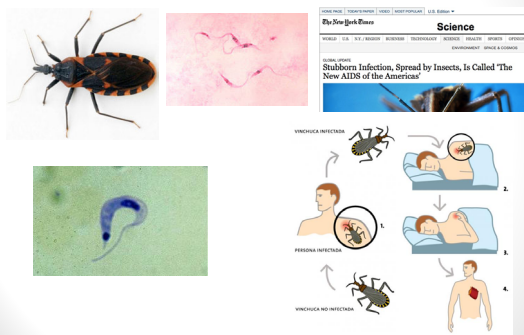 HOME PAGE TODAY'S PAPER VIDEO MOST POPULAR U.S. Edition
The New York Times
Science
WORLD U.S. N.Y. / REGION BUSINESS TECHNOLOGY SCIENCE HEALTH SPORTS OPINION
ENVIRONMENT SPACE & COSMOS
GLOBAL UPDATE
Stubborn Infection, Spread by Insects, Is Called 'The
New AIDS of the Americas'
VINCHUCA INFECTADA
2.
1.
PERSONA INFECTADA
3.
4.
VINCHUCA NO INFECTADA